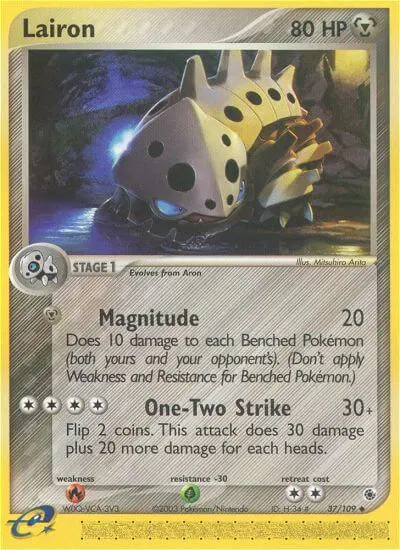 Lairon 80 HP
Illus. Mitsuhiro Arita
STAGE 1 Evolves from Aron
Magnitude 20
Does 10 damage to each Benched Pokémon
(both yours and your opponent's). (Don't apply
Weakness and Resistance for Benched Pokémon.)
One-Two Strike 30+
Flip 2 coins. This attack does 30 damage
plus 20 more damage for each heads.
weakness resistance -30 retreat cost
©2003 Pokémon/Nintendo 37/109